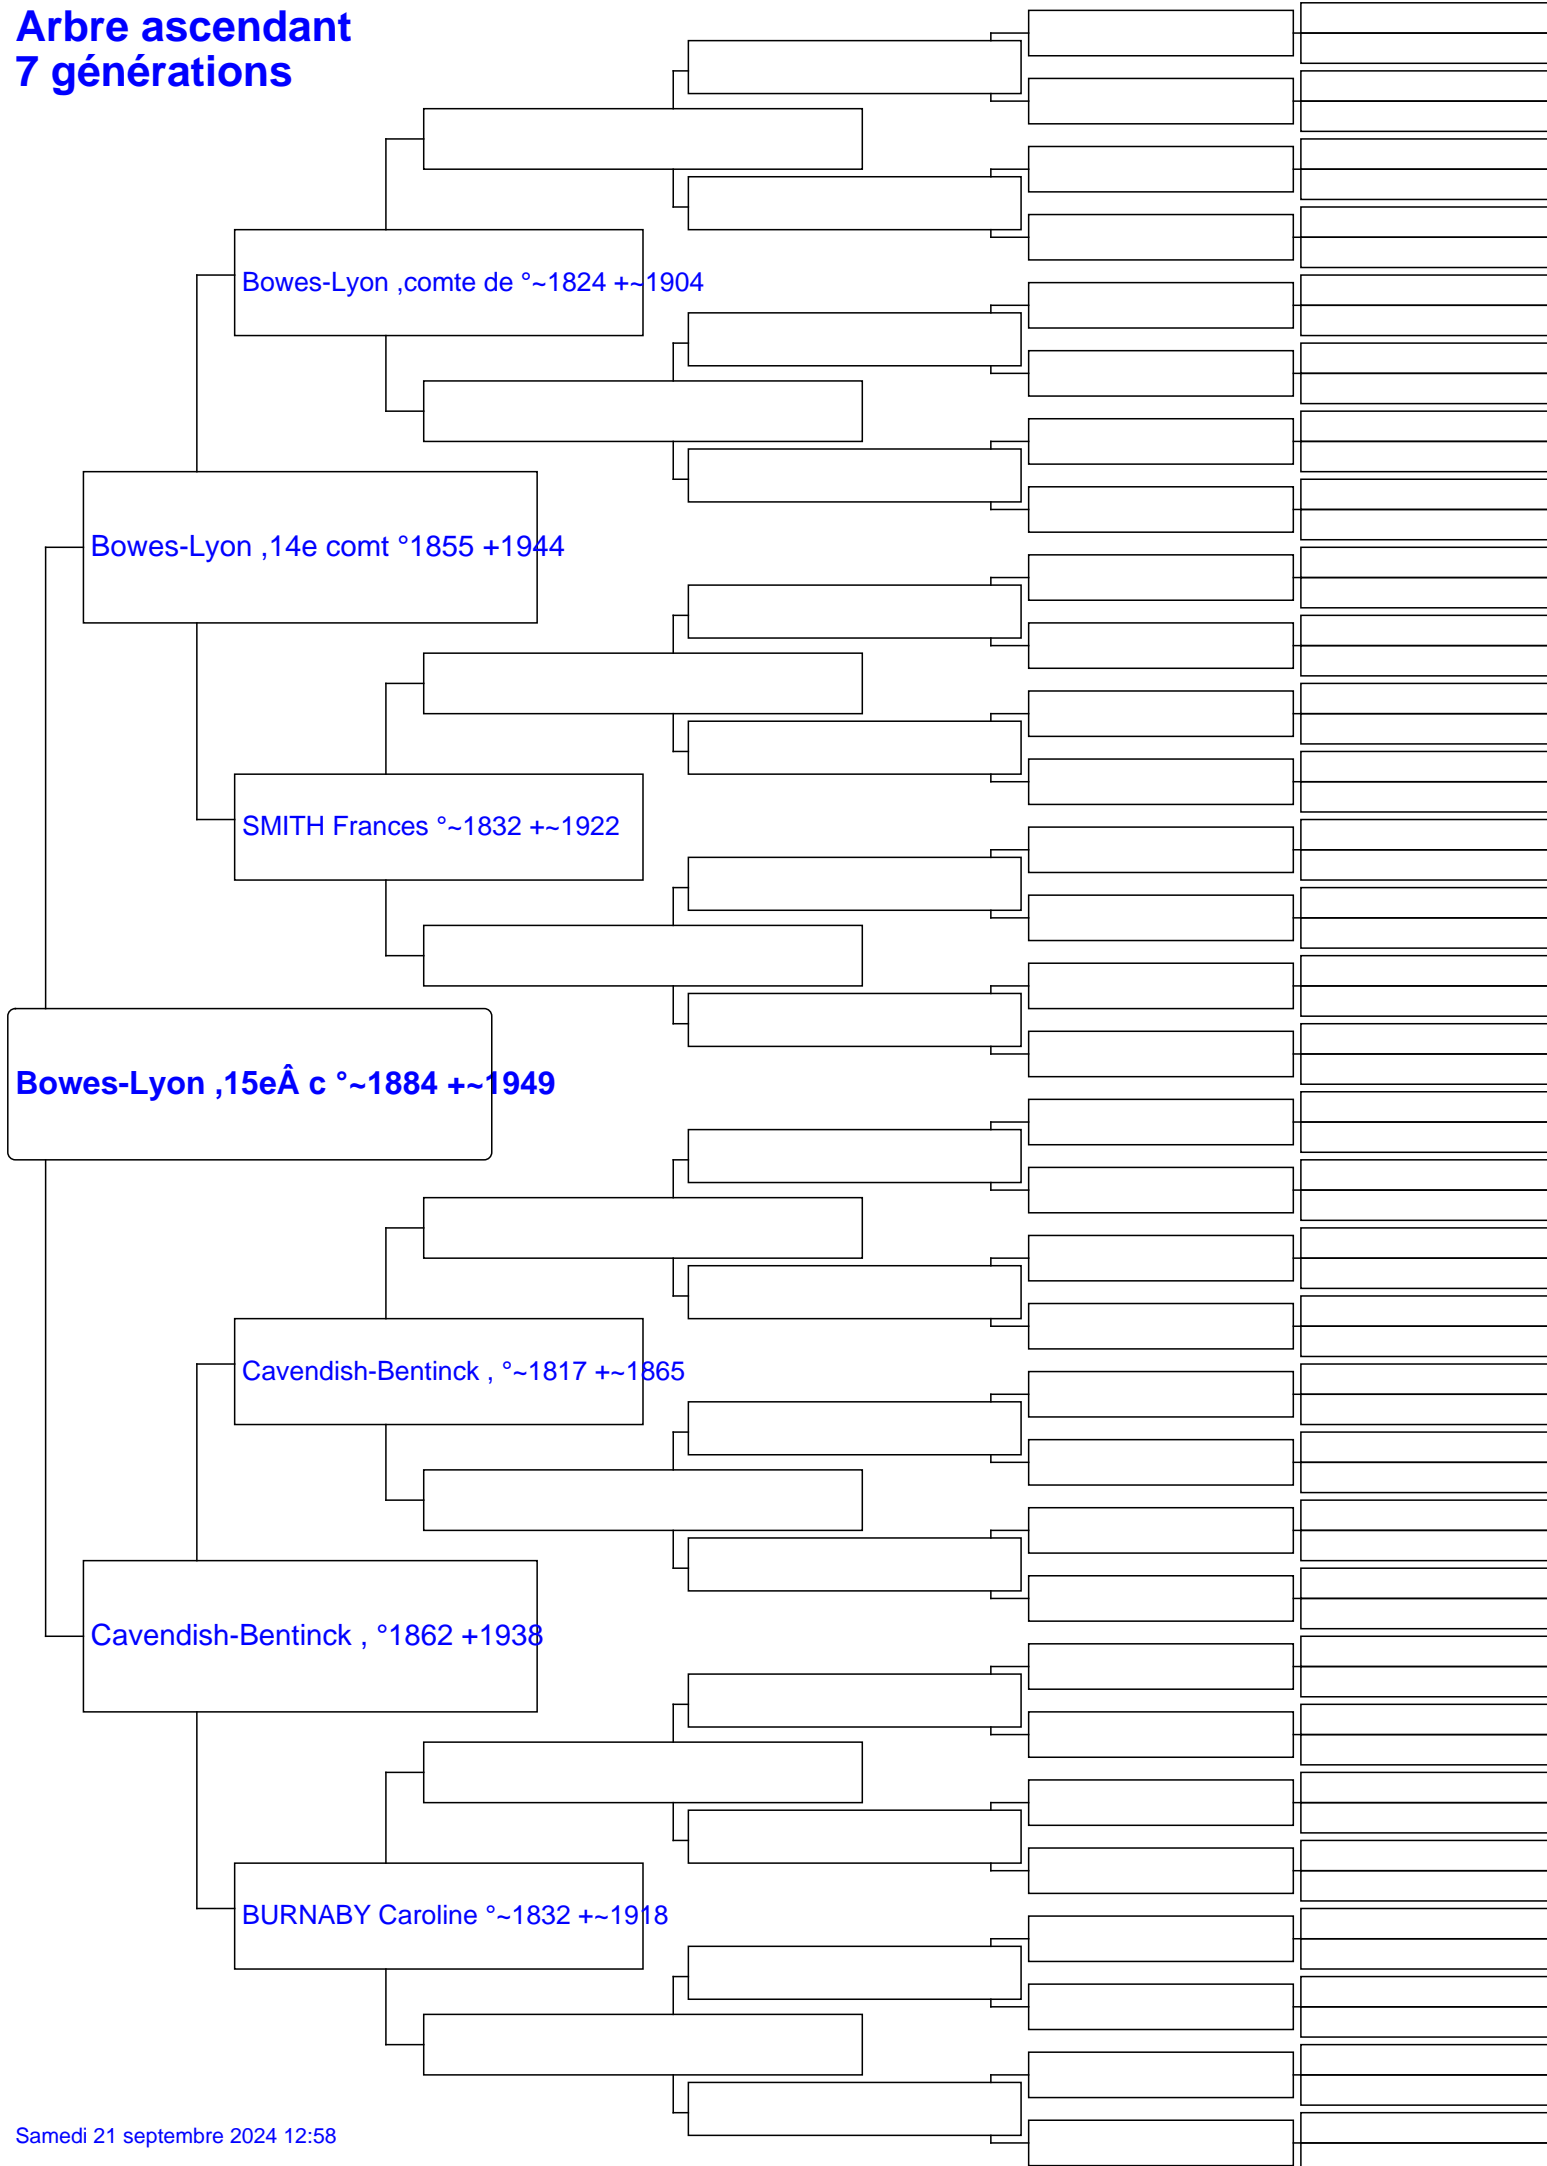 Arbre ascendant
7 générations
Bowes-Lyon ,comte de °~1824 +~1904
Bowes-Lyon ,14e comt °1855 +1944
SMITH Frances °~1832 +~1922
Bowes-Lyon ,15eÂ c °~1884 +~1949
Cavendish-Bentinck , °~1817 +~1865
Cavendish-Bentinck , °1862 +1938
BURNABY Caroline °~1832 +~1918
Samedi 21 septembre 2024 12:58